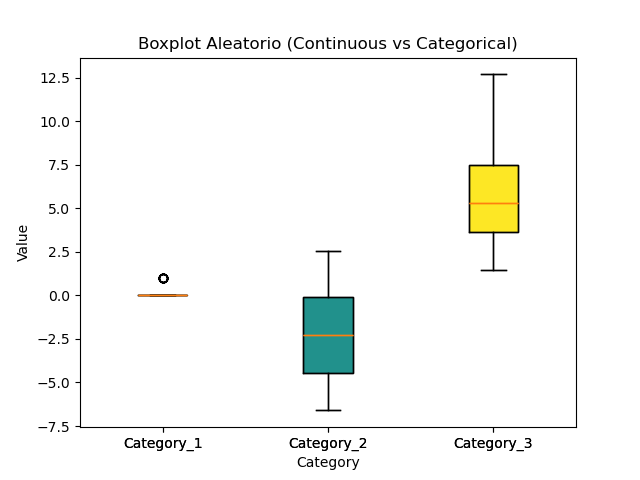 Boxplot Aleatorio (Continuous vs Categorical)
12.5
10.0
7.5
5.0
2.5
0.0
−2.5
−5.0
−7.5
Value
Category_1 Category_2 Category_3
Category